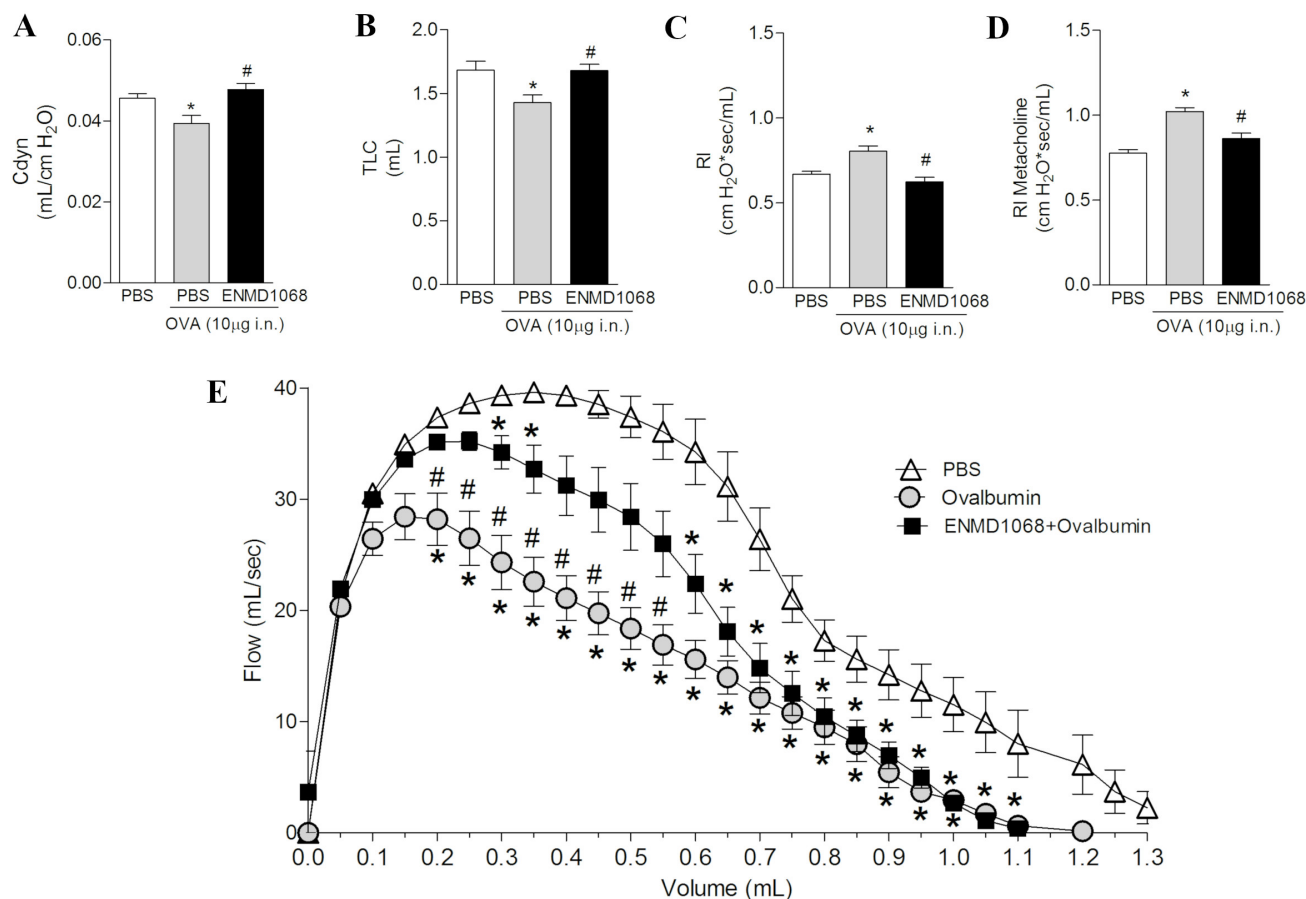 A
0.06
0.04
0.02
0.00
Cdyn
(mL/cm H2O)
*
#
PBS
PBS
ENMD1068
OVA (10μg i.n.)
B
2.0
1.5
1.0
0.5
0.0
TLC
(mL)
*
#
PBS
PBS
ENMD1068
OVA (10μg i.n.)
C
1.5
1.0
0.5
0.0
RI
(cm H2O*sec/mL)
*
#
PBS
PBS
ENMD1068
OVA (10μg i.n.)
D
1.5
1.0
0.5
0.0
RI Metacholine
(cm H2O*sec/mL)
*
#
PBS
PBS
ENMD1068
OVA (10μg i.n.)
E
40
30
20
10
0
Flow (mL/sec)
* * * * * * * * * * * * *
# # # # # # # #
* * * * * * * * * * * * * * * * *
PBS
Ovalbumin
ENMD1068+Ovalbumin
0.0 0.1 0.2 0.3 0.4 0.5 0.6 0.7 0.8 0.9 1.0 1.1 1.2 1.3
Volume (mL)